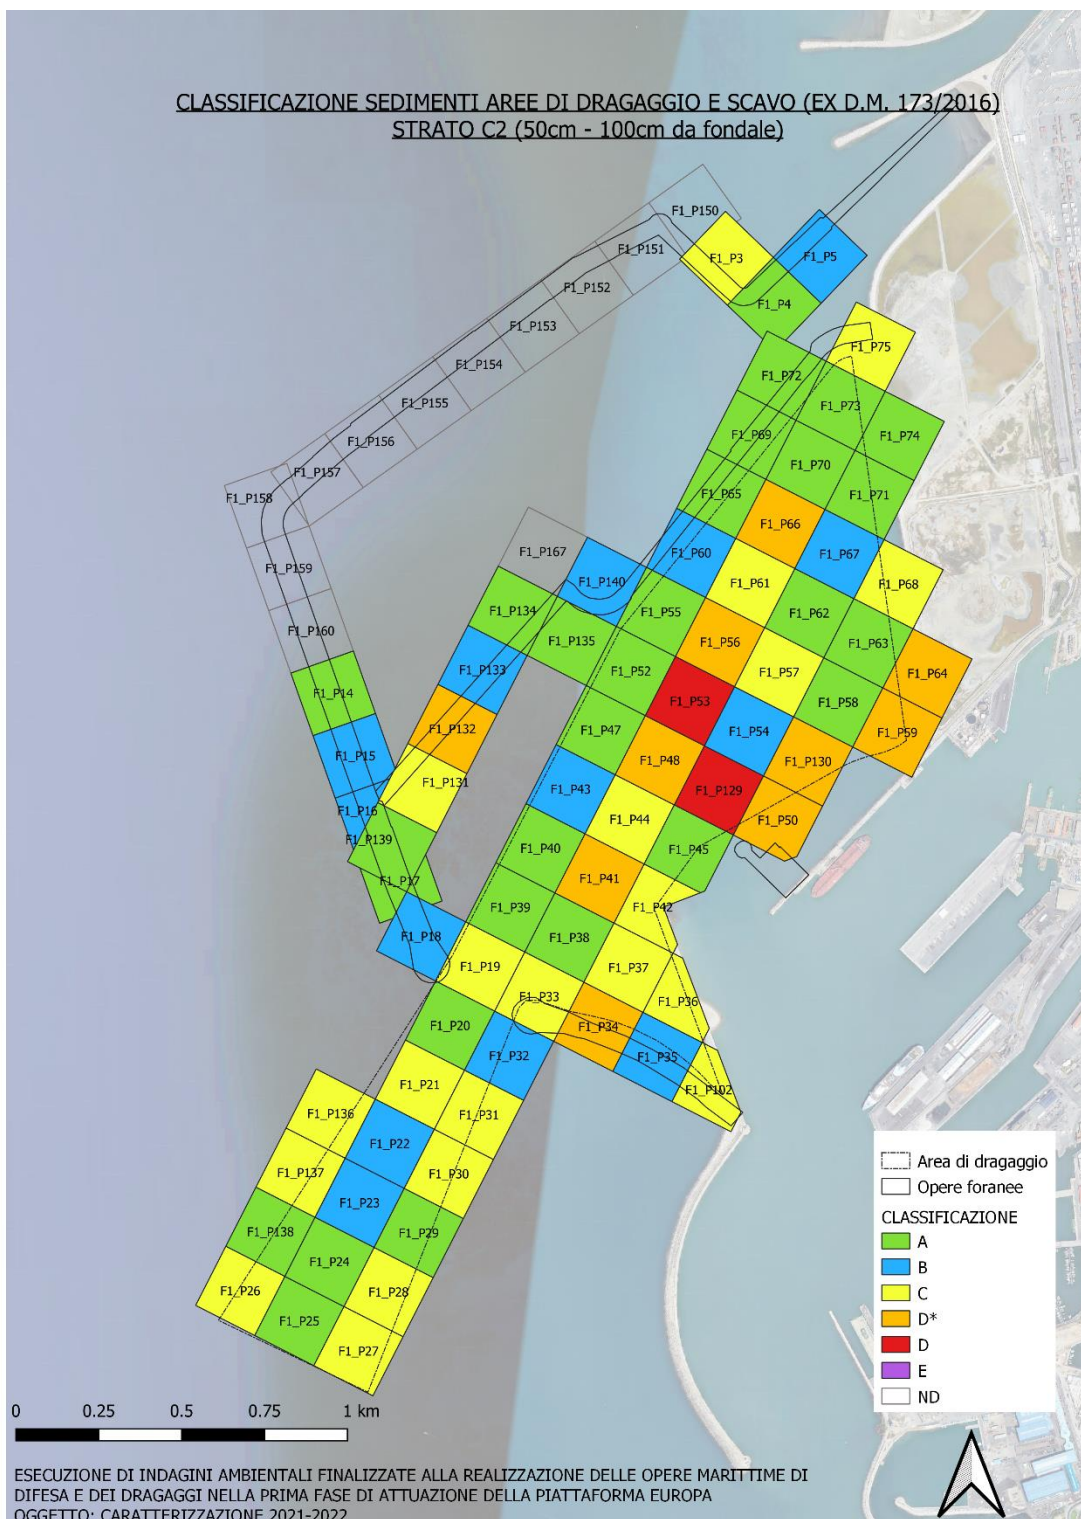 CLASSIFICAZIONE SEDIMENTI AREE DI DRAGAGGIO E SCAVO (EX D.M. 173/2016)
STRATO C2 (50cm - 100cm da fondale)
F1_P150
F1_P151
F1_P3
F1_P5
F1_P152
F1_P4
F1_P153
F1_P75
F1_P154
F1_P72
F1_P155
F1_P73
F1_P156
F1_P69
F1_P74
F1_P157
F1_P70
F1_P158
F1_P65
F1_P71
F1_P66
F1_P167
F1_P60
F1_P67
F1_P159
F1_P140
F1_P61
F1_P68
F1_P134
F1_P55
F1_P62
F1_P160
F1_P135
F1_P56
F1_P63
F1_P133
F1_P52
F1_P57
F1_P64
F1_P14
F1_P53
F1_P58
F1_P132
F1_P47
F1_P54
F1_P59
F1_P15
F1_P48
F1_P130
F1_P131
F1_P43
F1_P129
F1_P16
F1_P44
F1_P50
F1_P139
F1_P40
F1_P45
F1_P17
F1_P41
F1_P39
F1_P42
F1_P18
F1_P38
F1_P19
F1_P37
F1_P33
F1_P36
F1_P20
F1_P34
F1_P32
F1_P35
F1_P21
F1_P102
F1_P136
F1_P31
F1_P22
F1_P137
F1_P30
F1_P23
F1_P138
F1_P29
F1_P24
F1_P26
F1_P28
F1_P25
F1_P27
Area di dragaggio
Opere foranee
CLASSIFICAZIONE
A
B
C
D*
D
E
ND
0 0.25 0.5 0.75 1 km
ESECUZIONE DI INDAGINI AMBIENTALI FINALIZZATE ALLA REALIZZAZIONE DELLE OPERE MARITTIME DI
DIFESA E DEI DRAGAGGI NELLA PRIMA FASE DI ATTUAZIONE DELLA PIATTAFORMA EUROPA
OGGETTO: CARATTERIZZAZIONE 2021-2022